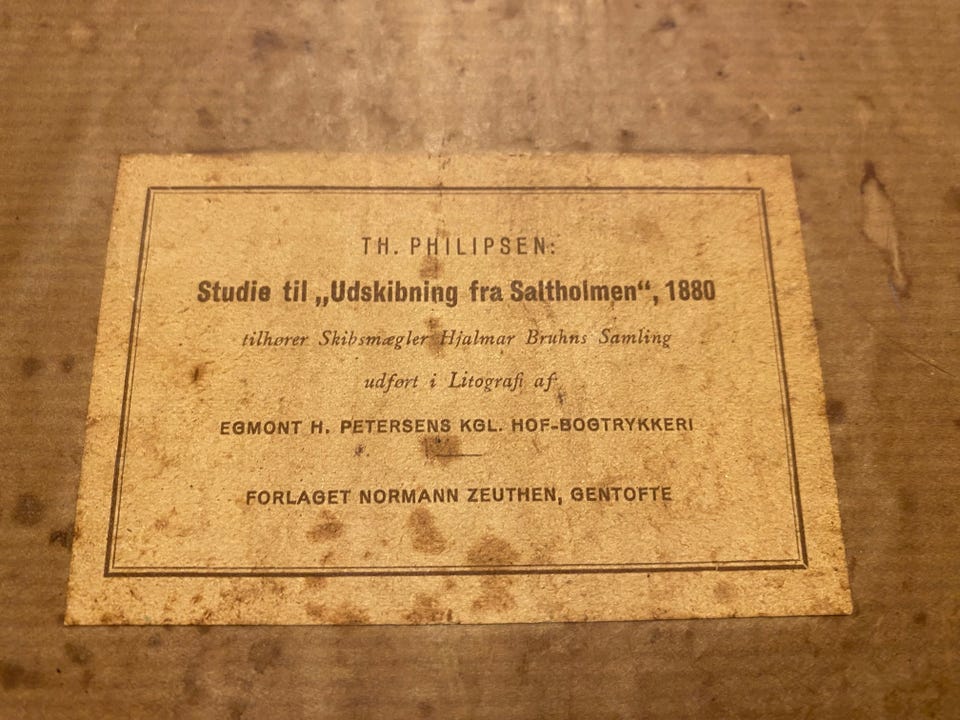 TH. PHILIPSEN:
Studie til „Udskibning fra Saltholmen“, 1880
tilhører Skibsmægler Hjalmar Bruhns Samling
udført i Litografi af
EGMONT H. PETERSENS KGL. HOF-BOGTRYKKERI
FORLAGET NORMANN ZEUTHEN, GENTOFTE